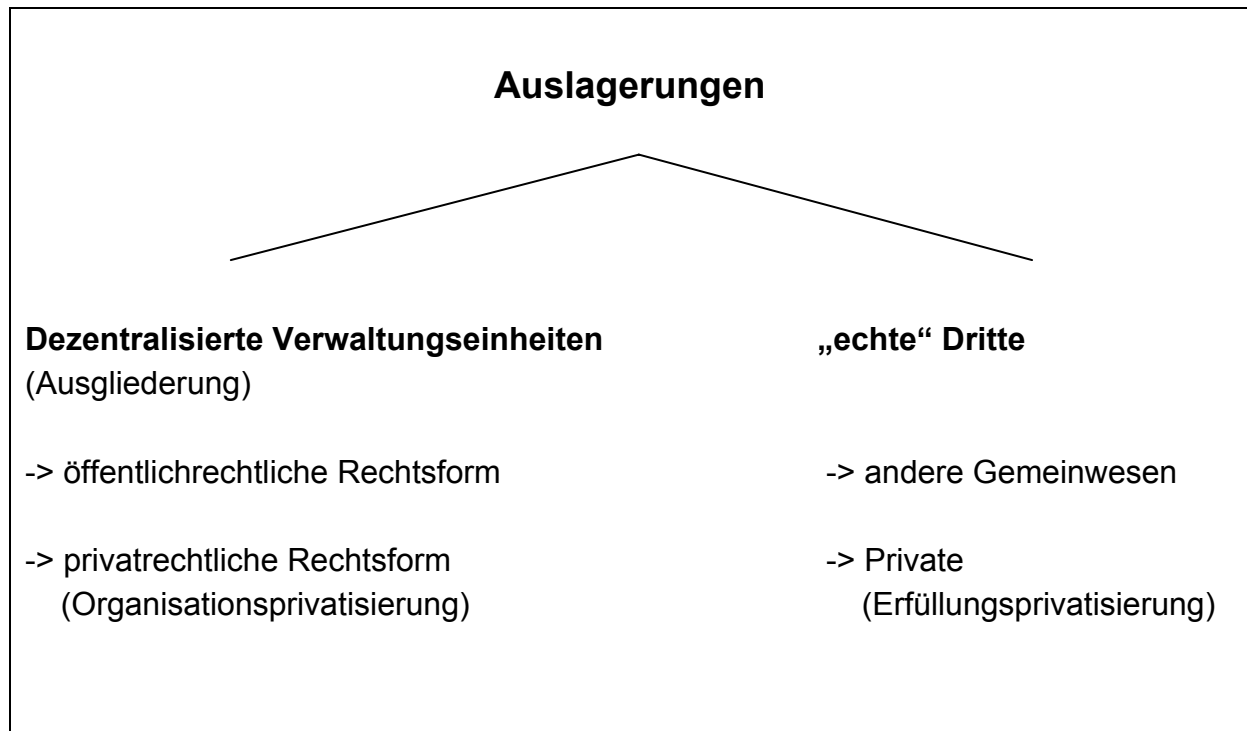 Auslagerungen
Dezentralisierte Verwaltungseinheiten
(Ausgliederung)
-> öffentlichrechtliche Rechtsform
-> privatrechtliche Rechtsform
(Organisationsprivatisierung)
„echte“ Dritte
-> andere Gemeinwesen
-> Private
(Erfüllungsprivatisierung)